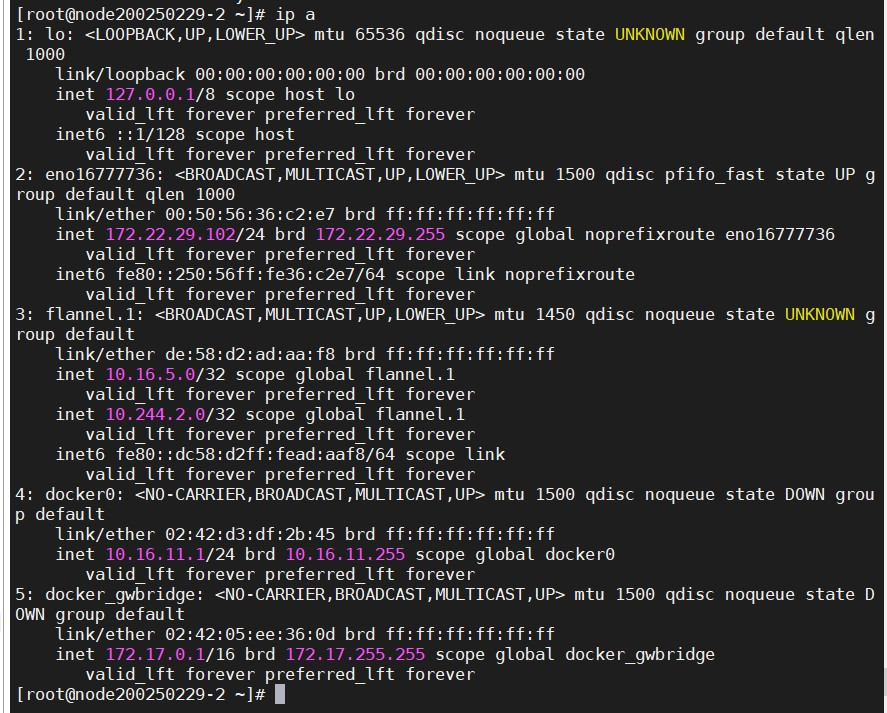 [root@node200250229-2 ~]# ip a
1: lo: <LOOPBACK,UP,LOWER_UP> mtu 65536 qdisc noqueue state UNKNOWN group default qlen
 1000
    link/loopback 00:00:00:00:00:00 brd 00:00:00:00:00:00
    inet 127.0.0.1/8 scope host lo
       valid_lft forever preferred_lft forever
    inet6 ::1/128 scope host
       valid_lft forever preferred_lft forever
2: eno16777736: <BROADCAST,MULTICAST,UP,LOWER_UP> mtu 1500 qdisc pfifo_fast state UP g
roup default qlen 1000
    link/ether 00:50:56:36:c2:e7 brd ff:ff:ff:ff:ff:ff
    inet 172.22.29.102/24 brd 172.22.29.255 scope global noprefixroute eno16777736
       valid_lft forever preferred_lft forever
    inet6 fe80::250:56ff:fe36:c2e7/64 scope link noprefixroute
       valid_lft forever preferred_lft forever
3: flannel.1: <BROADCAST,MULTICAST,UP,LOWER_UP> mtu 1450 qdisc noqueue state UNKNOWN g
roup default
    link/ether de:58:d2:ad:aa:f8 brd ff:ff:ff:ff:ff:ff
    inet 10.16.5.0/32 scope global flannel.1
       valid_lft forever preferred_lft forever
    inet 10.244.2.0/32 scope global flannel.1
       valid_lft forever preferred_lft forever
    inet6 fe80::dc58:d2ff:fead:aaf8/64 scope link
       valid_lft forever preferred_lft forever
4: docker0: <NO-CARRIER,BROADCAST,MULTICAST,UP> mtu 1500 qdisc noqueue state DOWN grou
p default
    link/ether 02:42:d3:df:2b:45 brd ff:ff:ff:ff:ff:ff
    inet 10.16.11.1/24 brd 10.16.11.255 scope global docker0
       valid_lft forever preferred_lft forever
5: docker_gwbridge: <NO-CARRIER,BROADCAST,MULTICAST,UP> mtu 1500 qdisc noqueue state D
OWN group default
    link/ether 02:42:05:ee:36:0d brd ff:ff:ff:ff:ff:ff
    inet 172.17.0.1/16 brd 172.17.255.255 scope global docker_gwbridge
       valid_lft forever preferred_lft forever
[root@node200250229-2 ~]#